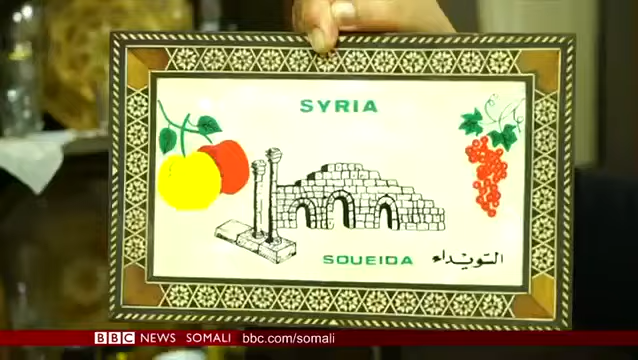 SYRIA
SOUEIDA السويداء
BBC NEWS SOMALI bbc.com/somali